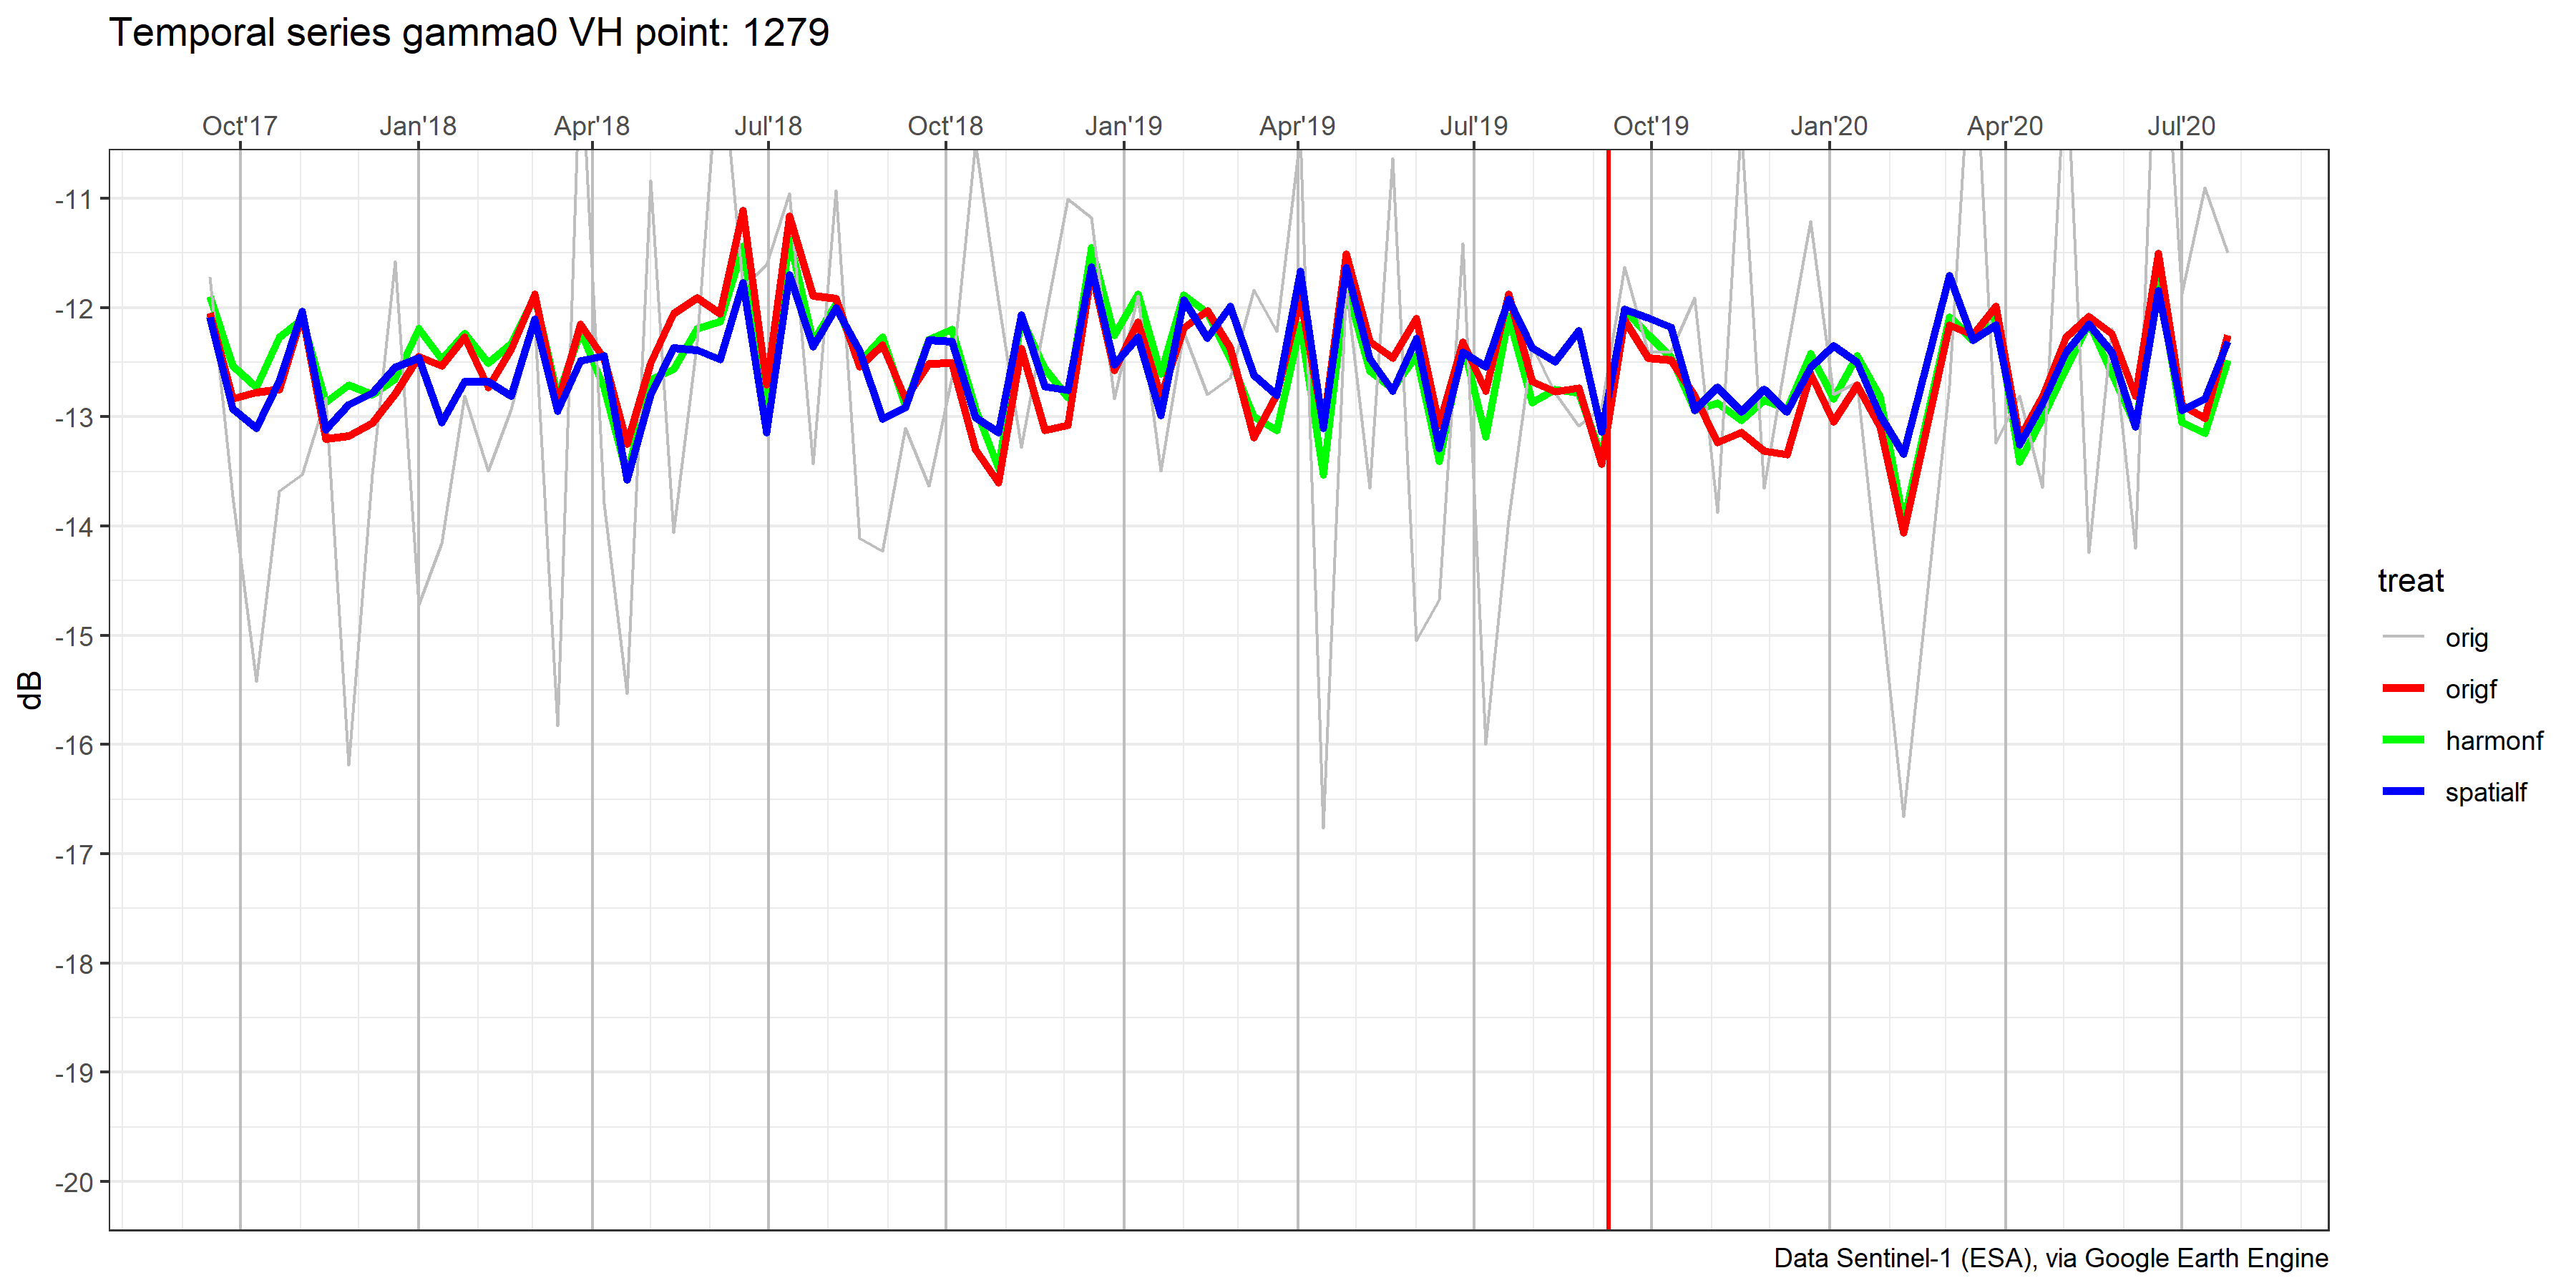 Temporal series gamma0 VH point: 1279
Oct'17 Jan'18 Apr'18 Jul'18 Oct'18 Jan'19 Apr'19 Jul'19 Oct'19 Jan'20 Apr'20 Jul'20
-11
-12
-13
-14
-15
-16
-17
-18
-19
-20
dB
treat
orig
origf
harmonf
spatialf
Data Sentinel-1 (ESA), via Google Earth Engine